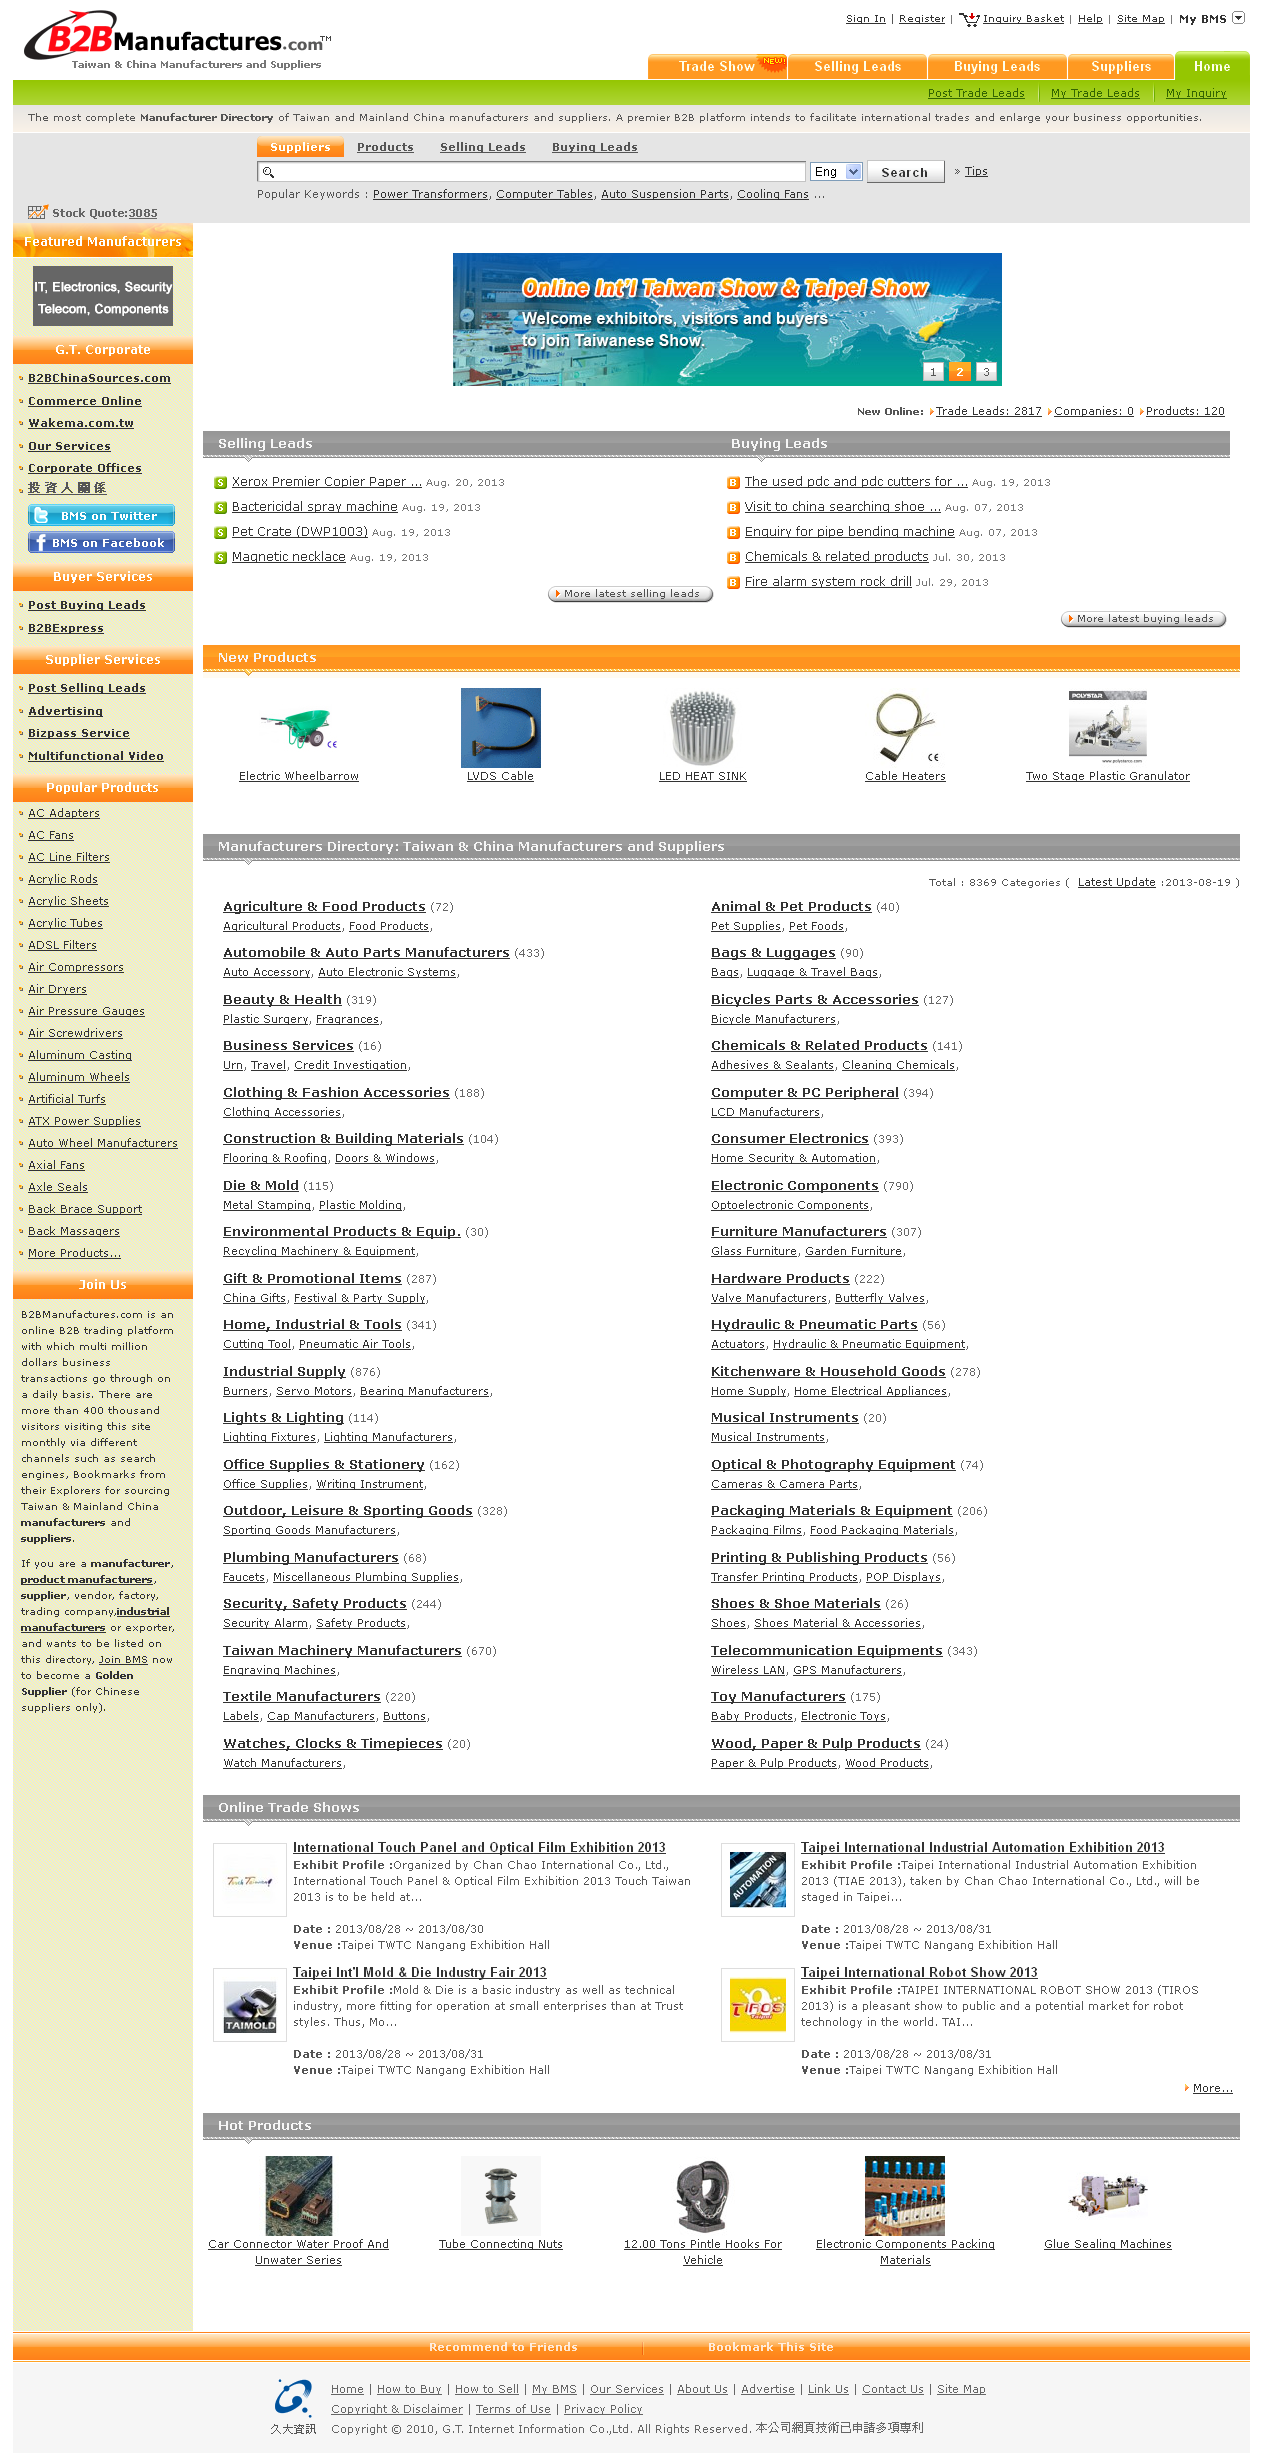 B2BManufactures.com™
Taiwan & China Manufacturers and Suppliers
Sign In | Register | Inquiry Basket | Help | Site Map | My BMS
Trade Show NEW! Selling Leads Buying Leads Suppliers Home
Post Trade Leads My Trade Leads My Inquiry
The most complete Manufacturer Directory of Taiwan and Mainland China manufacturers and suppliers. A premier B2B platform intends to facilitate international trades and enlarge your business opportunities.
Suppliers Products Selling Leads Buying Leads
Eng Search » Tips
Popular Keywords : Power Transformers, Computer Tables, Auto Suspension Parts, Cooling Fans ...
Stock Quote:3085
Featured Manufacturers
IT, Electronics, Security
Telecom, Components
G.T. Corporate
B2BChinaSources.com
Commerce Online
Wakema.com.tw
Our Services
Corporate Offices
投資人關係
BMS on Twitter
BMS on Facebook
Buyer Services
Post Buying Leads
B2BExpress
Supplier Services
Post Selling Leads
Advertising
Bizpass Service
Multifunctional Video
Popular Products
AC Adapters
AC Fans
AC Line Filters
Acrylic Rods
Acrylic Sheets
Acrylic Tubes
ADSL Filters
Air Compressors
Air Dryers
Air Pressure Gauges
Air Screwdrivers
Aluminum Casting
Aluminum Wheels
Artificial Turfs
ATX Power Supplies
Auto Wheel Manufacturers
Axial Fans
Axle Seals
Back Brace Support
Back Massagers
More Products...
Join Us
B2BManufactures.com is an
online B2B trading platform
with which multi million
dollars business
transactions go through on
a daily basis. There are
more than 400 thousand
visitors visiting this site
monthly via different
channels such as search
engines, Bookmarks from
their Explorers for sourcing
Taiwan & Mainland China
manufacturers and
suppliers.
If you are a manufacturer,
product manufacturers,
supplier, vendor, factory,
trading company,industrial
manufacturers or exporter,
and wants to be listed on
this directory, Join BMS now
to become a Golden
Supplier (for Chinese
suppliers only).
Online Int'l Taiwan Show & Taipei Show
Welcome exhibitors, visitors and buyers
to join Taiwanese Show.
1 2 3
New Online: Trade Leads: 2817 Companies: 0 Products: 120
Selling Leads
S Xerox Premier Copier Paper ... Aug. 20, 2013
S Bactericidal spray machine Aug. 19, 2013
S Pet Crate (DWP1003) Aug. 19, 2013
S Magnetic necklace Aug. 19, 2013
More latest selling leads
Buying Leads
B The used pdc and pdc cutters for ... Aug. 19, 2013
B Visit to china searching shoe ... Aug. 07, 2013
B Enquiry for pipe bending machine Aug. 07, 2013
B Chemicals & related products Jul. 30, 2013
B Fire alarm system rock drill Jul. 29, 2013
More latest buying leads
New Products
CE
CE
POLYSTAR
www.polystarco.com
Electric Wheelbarrow LVDS Cable LED HEAT SINK Cable Heaters Two Stage Plastic Granulator
Manufacturers Directory: Taiwan & China Manufacturers and Suppliers
Total : 8369 Categories ( Latest Update :2013-08-19 )
Agriculture & Food Products (72)
Agricultural Products, Food Products,
Animal & Pet Products (40)
Pet Supplies, Pet Foods,
Automobile & Auto Parts Manufacturers (433)
Auto Accessory, Auto Electronic Systems,
Bags & Luggages (90)
Bags, Luggage & Travel Bags,
Beauty & Health (319)
Plastic Surgery, Fragrances,
Bicycles Parts & Accessories (127)
Bicycle Manufacturers,
Business Services (16)
Urn, Travel, Credit Investigation,
Chemicals & Related Products (141)
Adhesives & Sealants, Cleaning Chemicals,
Clothing & Fashion Accessories (188)
Clothing Accessories,
Computer & PC Peripheral (394)
LCD Manufacturers,
Construction & Building Materials (104)
Flooring & Roofing, Doors & Windows,
Consumer Electronics (393)
Home Security & Automation,
Die & Mold (115)
Metal Stamping, Plastic Molding,
Electronic Components (790)
Optoelectronic Components,
Environmental Products & Equip. (30)
Recycling Machinery & Equipment,
Furniture Manufacturers (307)
Glass Furniture, Garden Furniture,
Gift & Promotional Items (287)
China Gifts, Festival & Party Supply,
Hardware Products (222)
Valve Manufacturers, Butterfly Valves,
Home, Industrial & Tools (341)
Cutting Tool, Pneumatic Air Tools,
Hydraulic & Pneumatic Parts (56)
Actuators, Hydraulic & Pneumatic Equipment,
Industrial Supply (876)
Burners, Servo Motors, Bearing Manufacturers,
Kitchenware & Household Goods (278)
Home Supply, Home Electrical Appliances,
Lights & Lighting (114)
Lighting Fixtures, Lighting Manufacturers,
Musical Instruments (20)
Musical Instruments,
Office Supplies & Stationery (162)
Office Supplies, Writing Instrument,
Optical & Photography Equipment (74)
Cameras & Camera Parts,
Outdoor, Leisure & Sporting Goods (328)
Sporting Goods Manufacturers,
Packaging Materials & Equipment (206)
Packaging Films, Food Packaging Materials,
Plumbing Manufacturers (68)
Faucets, Miscellaneous Plumbing Supplies,
Printing & Publishing Products (56)
Transfer Printing Products, POP Displays,
Security, Safety Products (244)
Security Alarm, Safety Products,
Shoes & Shoe Materials (26)
Shoes, Shoes Material & Accessories,
Taiwan Machinery Manufacturers (670)
Engraving Machines,
Telecommunication Equipments (343)
Wireless LAN, GPS Manufacturers,
Textile Manufacturers (220)
Labels, Cap Manufacturers, Buttons,
Toy Manufacturers (175)
Baby Products, Electronic Toys,
Watches, Clocks & Timepieces (20)
Watch Manufacturers,
Wood, Paper & Pulp Products (24)
Paper & Pulp Products, Wood Products,
Online Trade Shows
Touch Taiwan
International Touch Panel and Optical Film Exhibition 2013
Exhibit Profile :Organized by Chan Chao International Co., Ltd.,
International Touch Panel & Optical Film Exhibition 2013 Touch Taiwan
2013 is to be held at...
Date : 2013/08/28 ~ 2013/08/30
Venue :Taipei TWTC Nangang Exhibition Hall
AUTOMATION
Taipei International Industrial Automation Exhibition 2013
Exhibit Profile :Taipei International Industrial Automation Exhibition
2013 (TIAE 2013), taken by Chan Chao International Co., Ltd., will be
staged in Taipei...
Date : 2013/08/28 ~ 2013/08/31
Venue :Taipei TWTC Nangang Exhibition Hall
TAIMOLD
Taipei Int'l Mold & Die Industry Fair 2013
Exhibit Profile :Mold & Die is a basic industry as well as technical
industry, more fitting for operation at small enterprises than at Trust
styles. Thus, Mo...
Date : 2013/08/28 ~ 2013/08/31
Venue :Taipei TWTC Nangang Exhibition Hall
TIROS
Taipei
Taipei International Robot Show 2013
Exhibit Profile :TAIPEI INTERNATIONAL ROBOT SHOW 2013 (TIROS
2013) is a pleasant show to public and a potential market for robot
technology in the world. TAI...
Date : 2013/08/28 ~ 2013/08/31
Venue :Taipei TWTC Nangang Exhibition Hall
More...
Hot Products
Car Connector Water Proof And
Unwater Series
Tube Connecting Nuts
12.00 Tons Pintle Hooks For
Vehicle
Electronic Components Packing
Materials
Glue Sealing Machines
Recommend to Friends Bookmark This Site
久大資訊
Home | How to Buy | How to Sell | My BMS | Our Services | About Us | Advertise | Link Us | Contact Us | Site Map
Copyright & Disclaimer | Terms of Use | Privacy Policy
Copyright © 2010, G.T. Internet Information Co.,Ltd. All Rights Reserved. 本公司網頁技術已申請多項專利